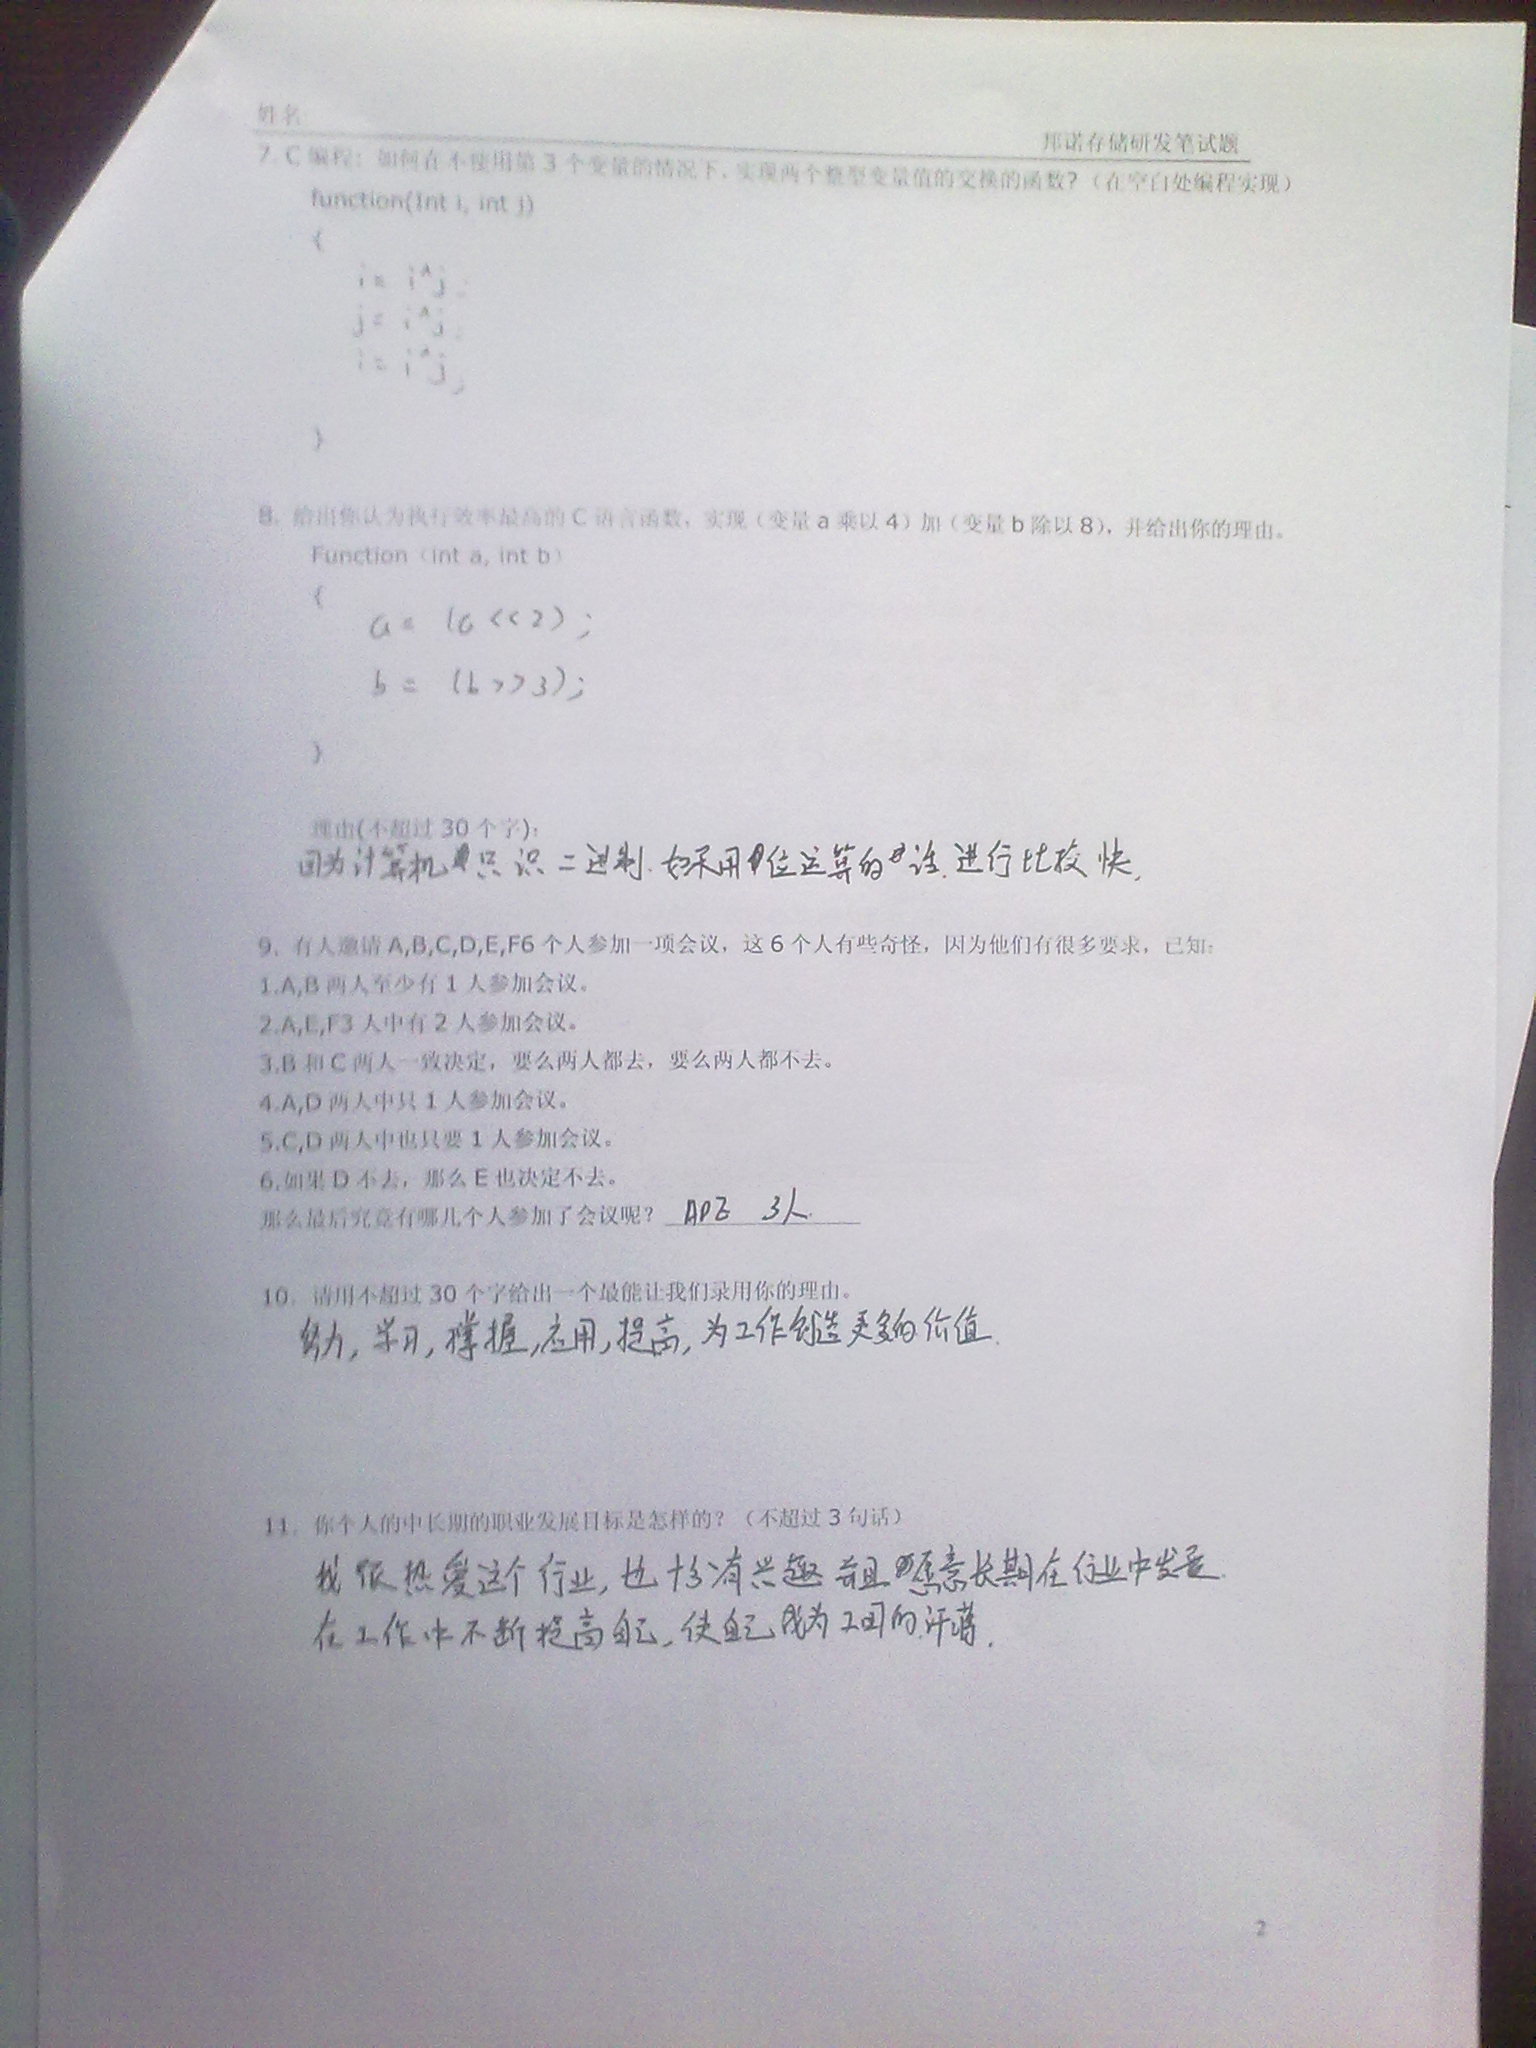 姓名
邦诺存储研发笔试题
7. C 编程：如何在不使用第 3 个变量的情况下，实现两个整型变量值的交换的函数？（在空白处编程实现）
function(Int i, int j)
{
i = i^j;
j = i^j;
i = i^j;
}
8. 给出你认为执行效率最高的 C 语言函数，实现（变量 a 乘以 4）加（变量 b 除以 8），并给出你的理由。
Function（int a, int b）
{
a = (a<<2);
b = (b>>3);
}
理由(不超过 30 个字)：
因为计算机只识二进制.如采用位运算的话.进行比较快,
9. 有人邀请 A,B,C,D,E,F6 个人参加一项会议，这 6 个人有些奇怪，因为他们有很多要求，已知：
1.A,B 两人至少有 1 人参加会议。
2.A,E,F3 人中有 2 人参加会议。
3.B 和 C 两人一致决定，要么两人都去，要么两人都不去。
4.A,D 两人中只 1 人参加会议。
5.C,D 两人中也只要 1 人参加会议。
6.如果 D 不去，那么 E 也决定不去。
那么最后究竟有哪几个人参加了会议呢？ ADE 3人.
10. 请用不超过 30 个字给出一个最能让我们录用你的理由。
努力, 学习, 掌握, 应用, 提高, 为工作创造更多的价值.
11. 你个人的中长期的职业发展目标是怎样的？（不超过 3 句话）
我很热爱这个行业, 也十分有兴趣 并且愿意长期在行业中发展.
在工作中不断提高自己, 使自己成为
2